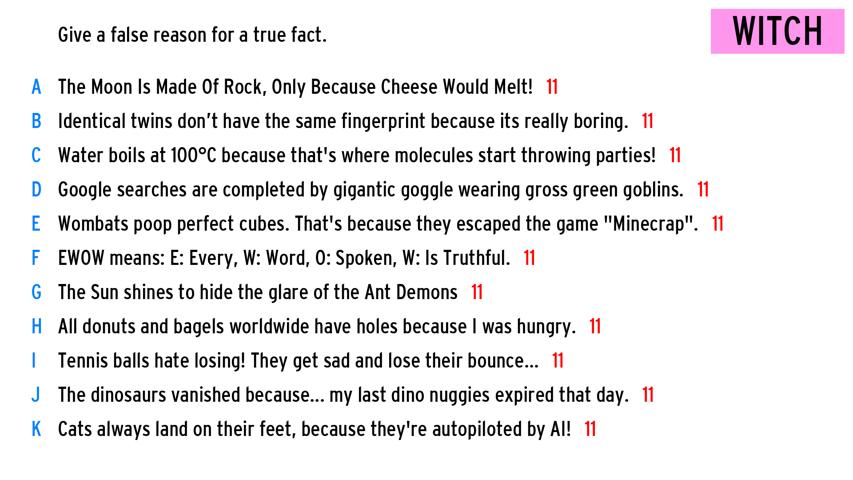 WITCH
Give a false reason for a true fact.
A The Moon Is Made Of Rock, Only Because Cheese Would Melt! 11
B Identical twins don't have the same fingerprint because its really boring. 11
C Water boils at 100°C because that's where molecules start throwing parties! 11
D Google searches are completed by gigantic goggle wearing gross green goblins. 11
E Wombats poop perfect cubes. That's because they escaped the game "Minecrap". 11
F EWOW means: E: Every, W: Word, O: Spoken, W: Is Truthful. 11
G The Sun shines to hide the glare of the Ant Demons 11
H All donuts and bagels worldwide have holes because I was hungry. 11
I Tennis balls hate losing! They get sad and lose their bounce... 11
J The dinosaurs vanished because... my last dino nuggies expired that day. 11
K Cats always land on their feet, because they're autopiloted by AI! 11